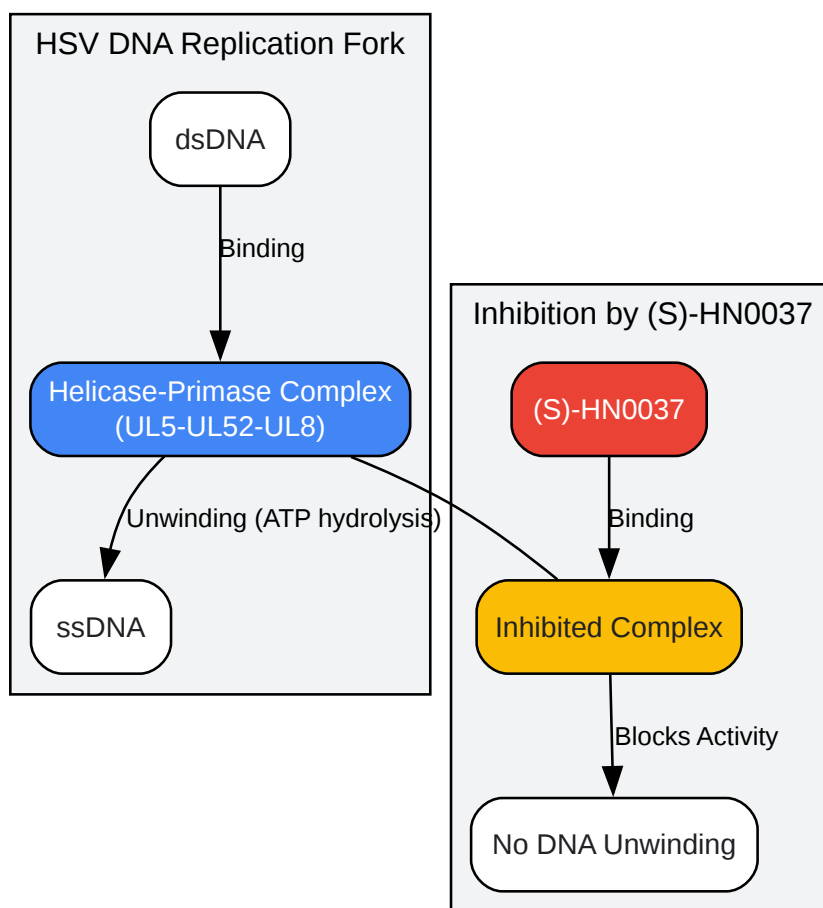 HSV DNA Replication Fork
dsDNA
Binding
Helicase-Primase Complex
(UL5-UL52-UL8)
Unwinding (ATP hydrolysis)
ssDNA
Inhibition by (S)-HN0037
(S)-HN0037
Binding
Inhibited Complex
Blocks Activity
No DNA Unwinding